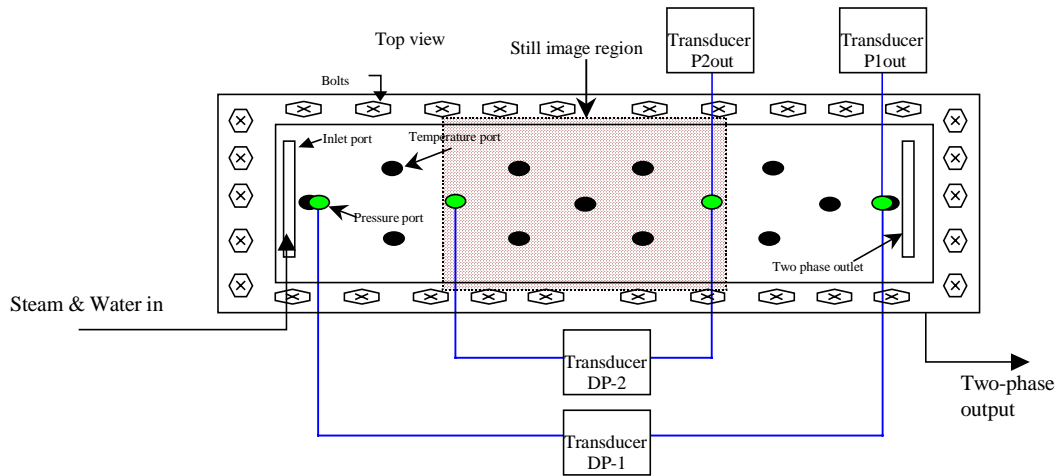 Top view
Still image region
Transducer
P2out
Transducer
P1out
Bolts
Inlet port
Temperature port
Pressure port
Two phase outlet
Steam & Water in
Transducer
DP-2
Two-phase
output
Transducer
DP-1